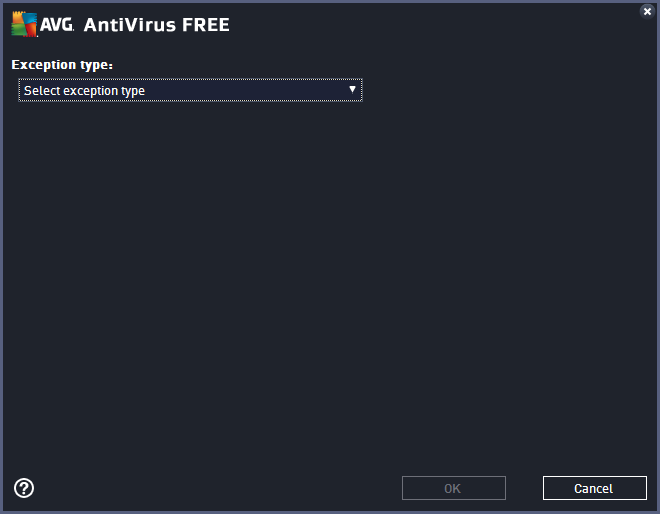 AVG. AntiVirus FREE
Exception type:
Select exception type
OK
Cancel